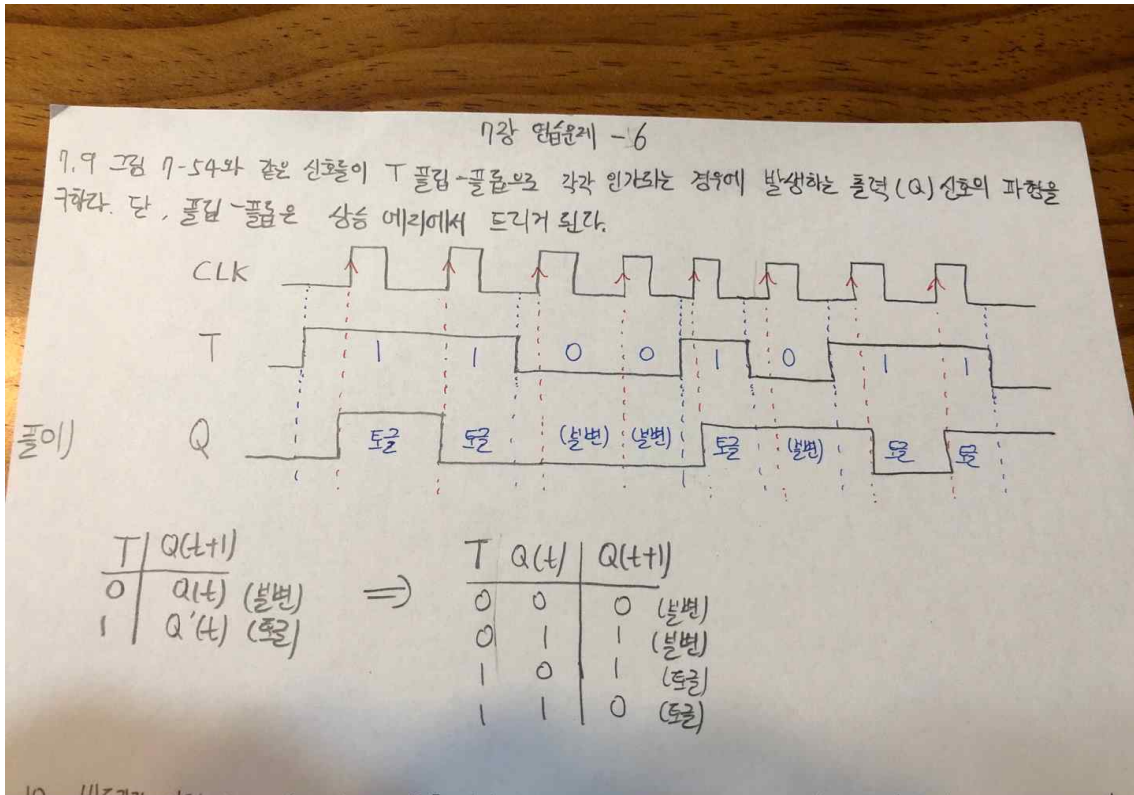 7장 연습문제 - 6
7.9 그림 7-54와 같은 신호들이 T 플립-플롭으로 각각 인가되는 경우에 발생하는 출력(Q)신호의 파형을
구하라. 단, 플립-플롭은 상승 에지에서 트리거 된다.
CLK
T 1 1 0 0 1 0 1 1
풀이) Q 토글 토글 (불변) (불변) 토글 (불변) 토글 토글
T Q(t+1)
0 Q(t) (불변)
1 Q'(t) (토글)
⇒
T Q(t) Q(t+1)
0 0 0 (불변)
0 1 1 (불변)
1 0 1 (토글)
1 1 0 (토글)